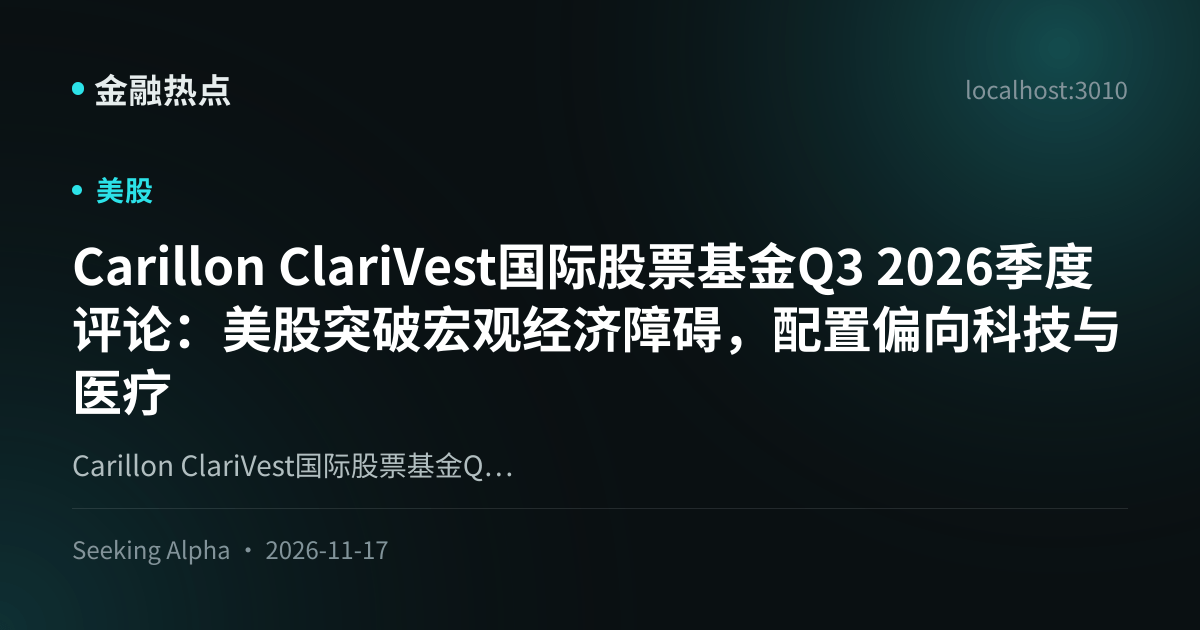 金融热点
localhost:3010
美股
Carillon ClariVest国际股票基金Q3 2026季度
评论：美股突破宏观经济障碍，配置偏向科技与
医疗
Carillon ClariVest国际股票基金Q…
Seeking Alpha · 2026-11-17